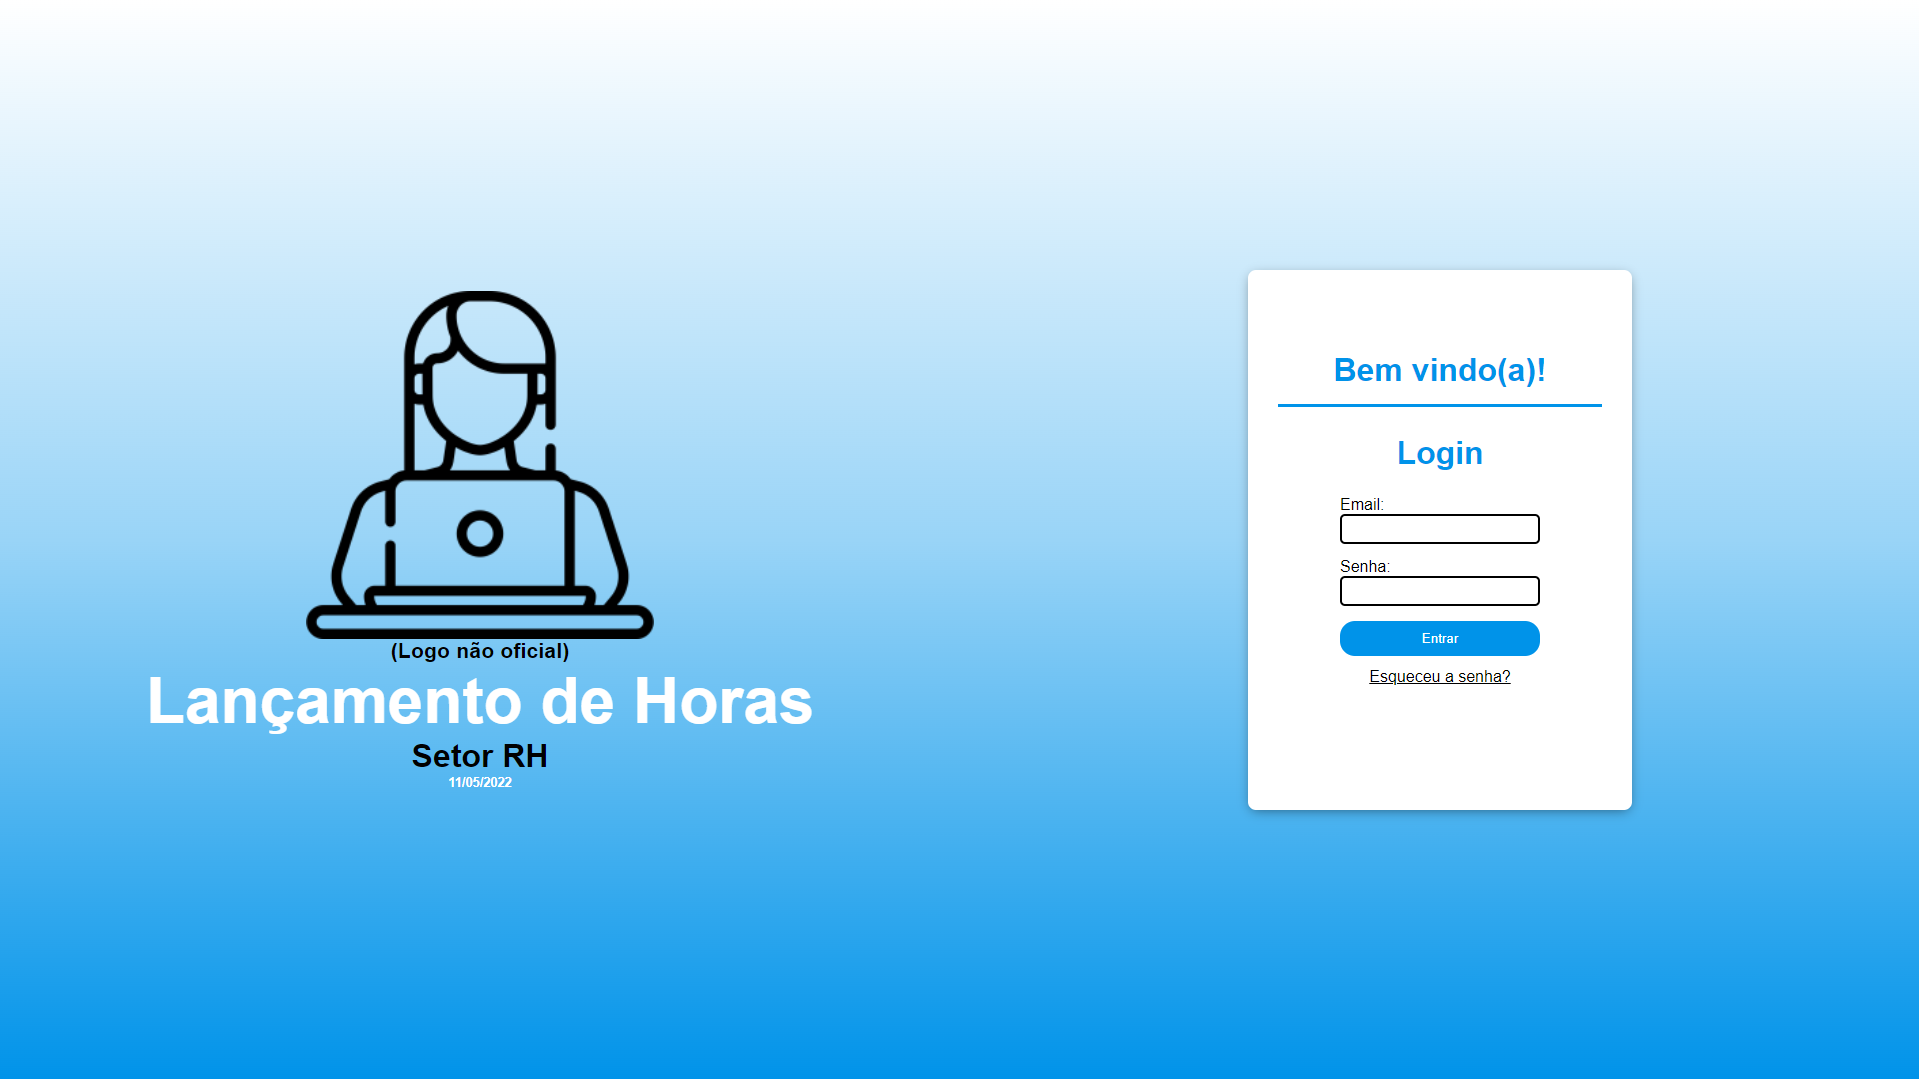 (Logo não oficial)
Lançamento de Horas
Setor RH
11/05/2022
Bem vindo(a)!
Login
Email:
Senha:
Entrar
Esqueceu a senha?